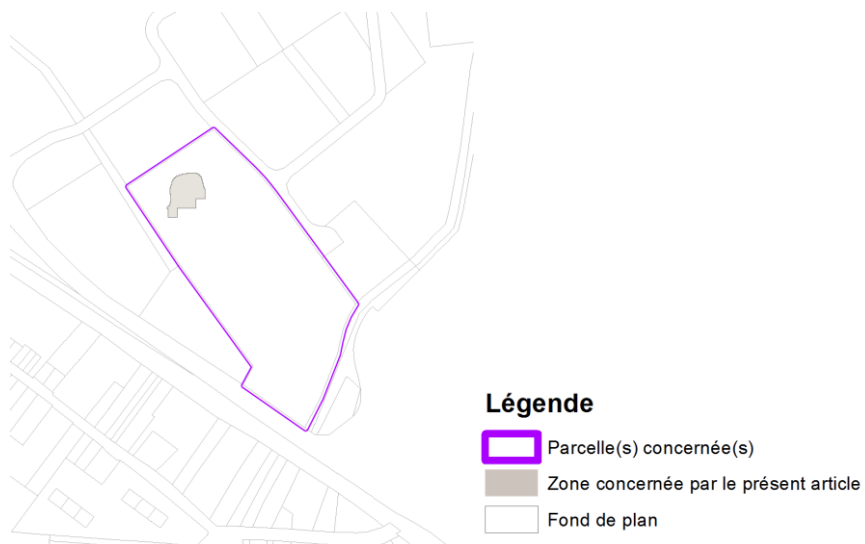 Légende
Parcelle(s) concernée(s)
Zone concernée par le présent article
Fond de plan